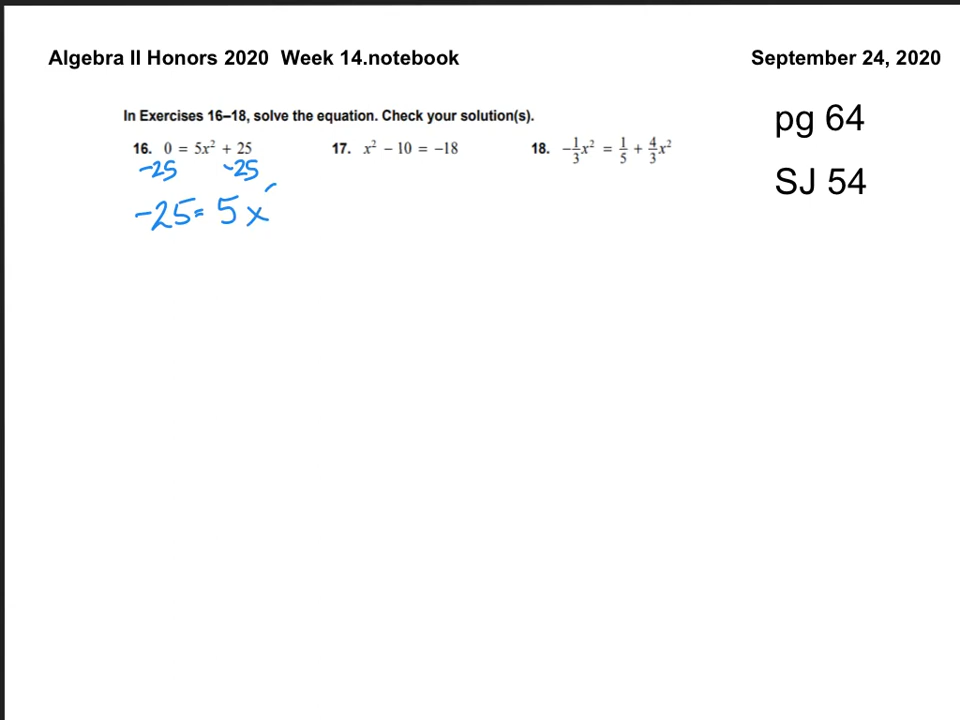 Algebra II Honors 2020 Week 14.notebook
September 24, 2020
In Exercises 16–18, solve the equation. Check your solution(s).
pg 64
16. 0 = 5x² + 25
17. x² − 10 = −18
18. −1/3x² = 1/5 + 4/3x²
-25 -25
SJ 54
-25 = 5x